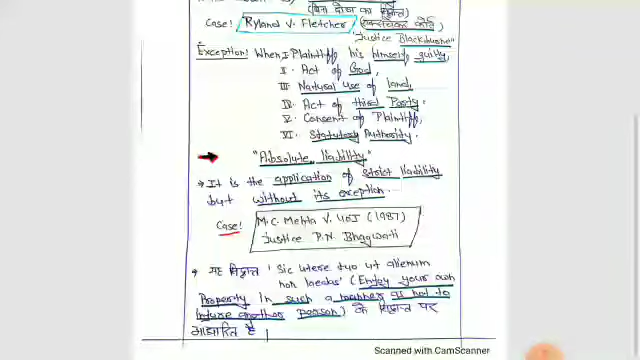 (बिना दोष का सिद्धांत)
Case! Ryland V. Fletcher
Justice Blackburne
Exception! When I Plaintiff his himself guilty
II. Act of God,
III Natural use of land,
IV. Act of third Party.
V. Consent of Plaintiff,
VI. Statutory Authority.
"Absolute liability"
→ It is the application of strict liability
but without its exception.
Case! M.C. Mehta V. UOI (1987)
Justice P.N. Bhagwati
→ यह सिद्धान्त 'Sic utere tuo ut alienum
non laedas' (Enjoy your own
Property in such a manner as not to
injure another person) के सिद्धान्त पर
आधारित है।
Scanned with CamScanner